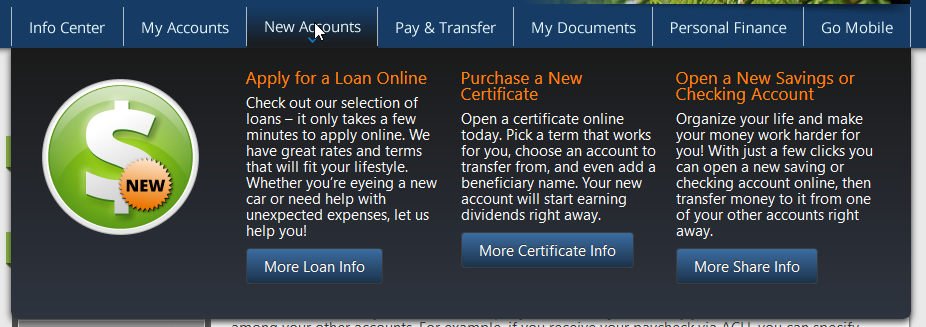 Info Center
My Accounts
New Accounts
Pay & Transfer
My Documents
Personal Finance
Go Mobile
NEW
Apply for a Loan Online
Check out our selection of
loans – it only takes a few
minutes to apply online. We
have great rates and terms
that will fit your lifestyle.
Whether you're eyeing a new
car or need help with
unexpected expenses, let us
help you!
More Loan Info
Purchase a New
Certificate
Open a certificate online
today. Pick a term that works
for you, choose an account to
transfer from, and even add a
beneficiary name. Your new
account will start earning
dividends right away.
More Certificate Info
Open a New Savings or
Checking Account
Organize your life and make
your money work harder for
you! With just a few clicks you
can open a new saving or
checking account online, then
transfer money to it from one
of your other accounts right
away.
More Share Info
among your other accounts. For example, if you receive your paycheck via ACH, you can specify